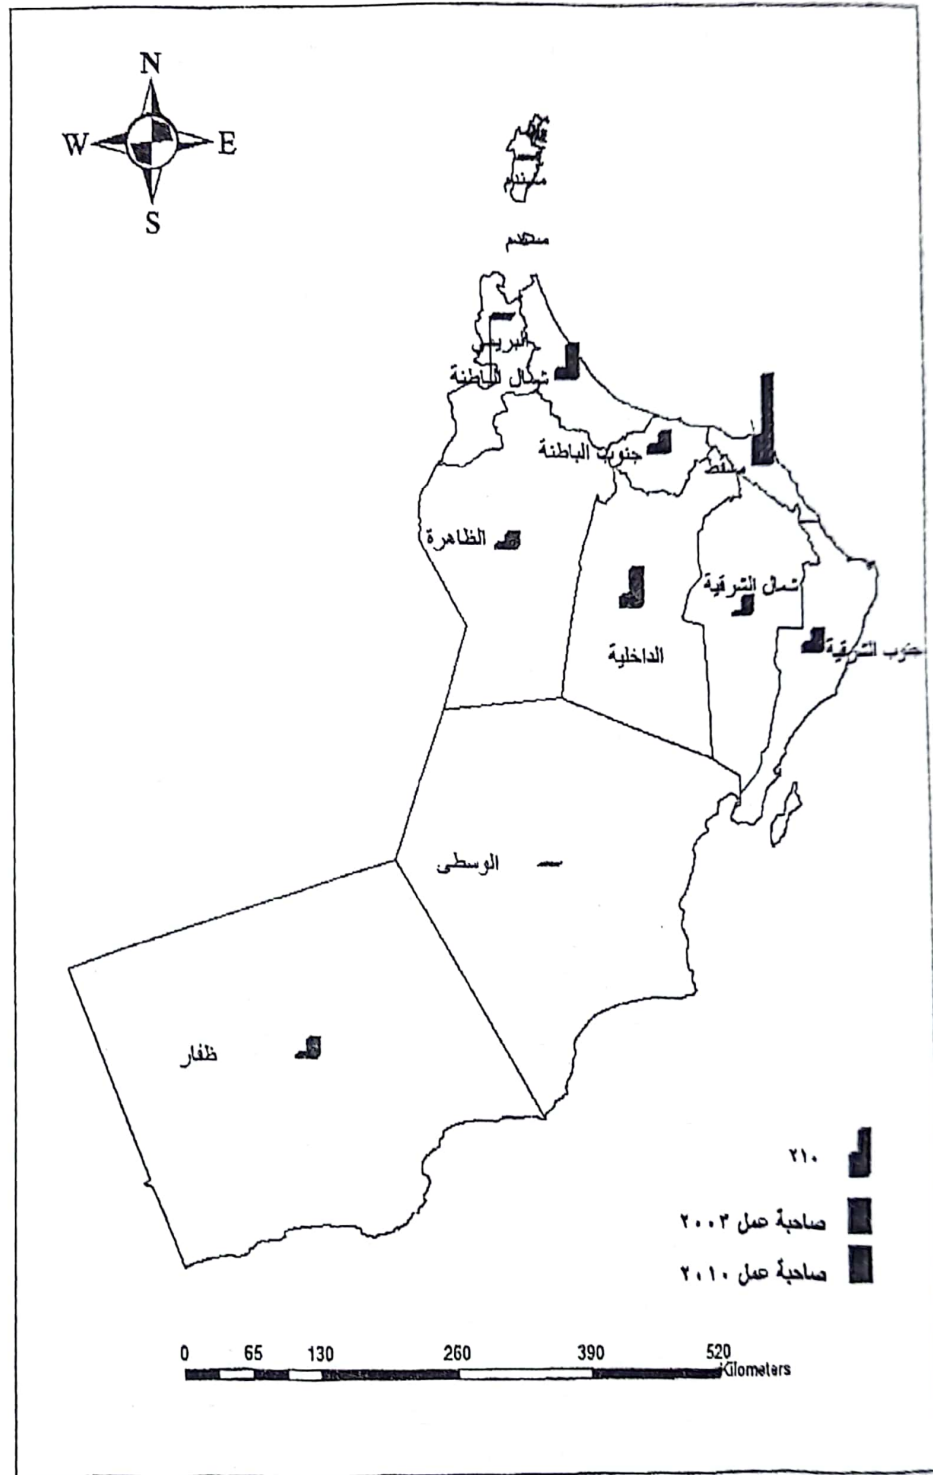 N
W E
S
مسندم
مسندم
البريمي
شمال الباطنة
جنوب الباطنة
مسقط
الظاهرة
شمال الشرقية
جنوب الشرقية
الداخلية
الوسطى
ظفار
٢١٠
صاحبة عمل ٢٠٠٣
صاحبة عمل ٢٠١٠
0 65 130 260 390 520
Kilometers